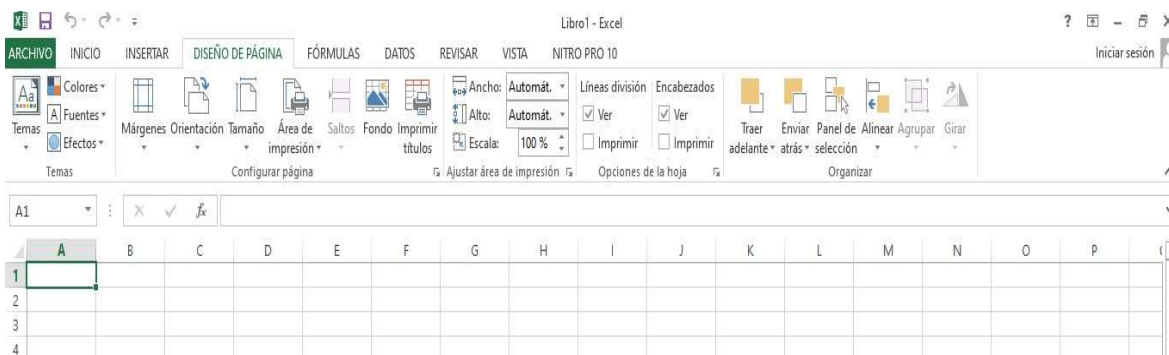 Libro1 - Excel
ARCHIVO INICIO INSERTAR DISEÑO DE PÁGINA FÓRMULAS DATOS REVISAR VISTA NITRO PRO 10 Iniciar sesión
Aa Colores Ancho: Automát. Líneas división Encabezados
A Fuentes Alto: Automát. Ver Ver
Temas Efectos Márgenes Orientación Tamaño Área de impresión Saltos Fondo Imprimir títulos Escala: 100 % Imprimir Imprimir Traer adelante Enviar atrás Panel de selección Alinear Agrupar Girar
Temas Configurar página Ajustar área de impresión Opciones de la hoja Organizar
A1 fx
A B C D E F G H I J K L M N O P
1
2
3
4